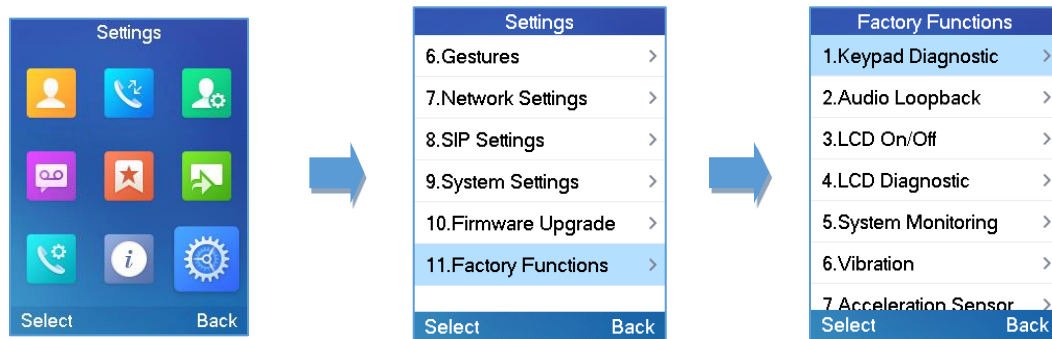 Settings
i
Select Back
Settings
6.Gestures
7.Network Settings
8.SIP Settings
9.System Settings
10.Firmware Upgrade
11.Factory Functions
Select Back
Factory Functions
1.Keypad Diagnostic
2.Audio Loopback
3.LCD On/Off
4.LCD Diagnostic
5.System Monitoring
6.Vibration
7.Acceleration Sensor
Select Back